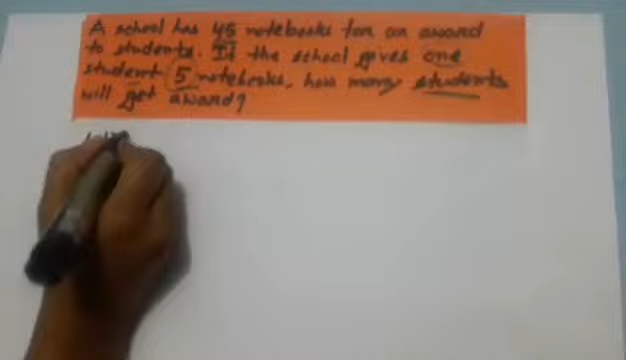 A school has 45 notebooks for an award
to students. If the school gives one
student 5 notebooks, how many students
will get award?